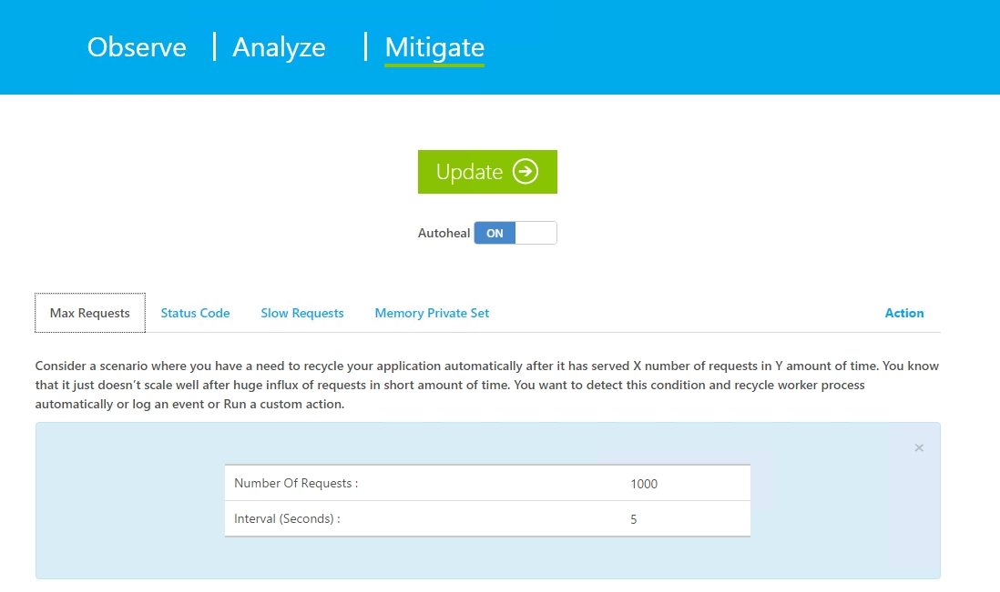 Observe | Analyze | Mitigate
Update
Autoheal ON
Max Requests Status Code Slow Requests Memory Private Set Action
Consider a scenario where you have a need to recycle your application automatically after it has served X number of requests in Y amount of time. You know
that it just doesn't scale well after huge influx of requests in short amount of time. You want to detect this condition and recycle worker process
automatically or log an event or Run a custom action.
×
Number Of Requests : 1000
Interval (Seconds) : 5